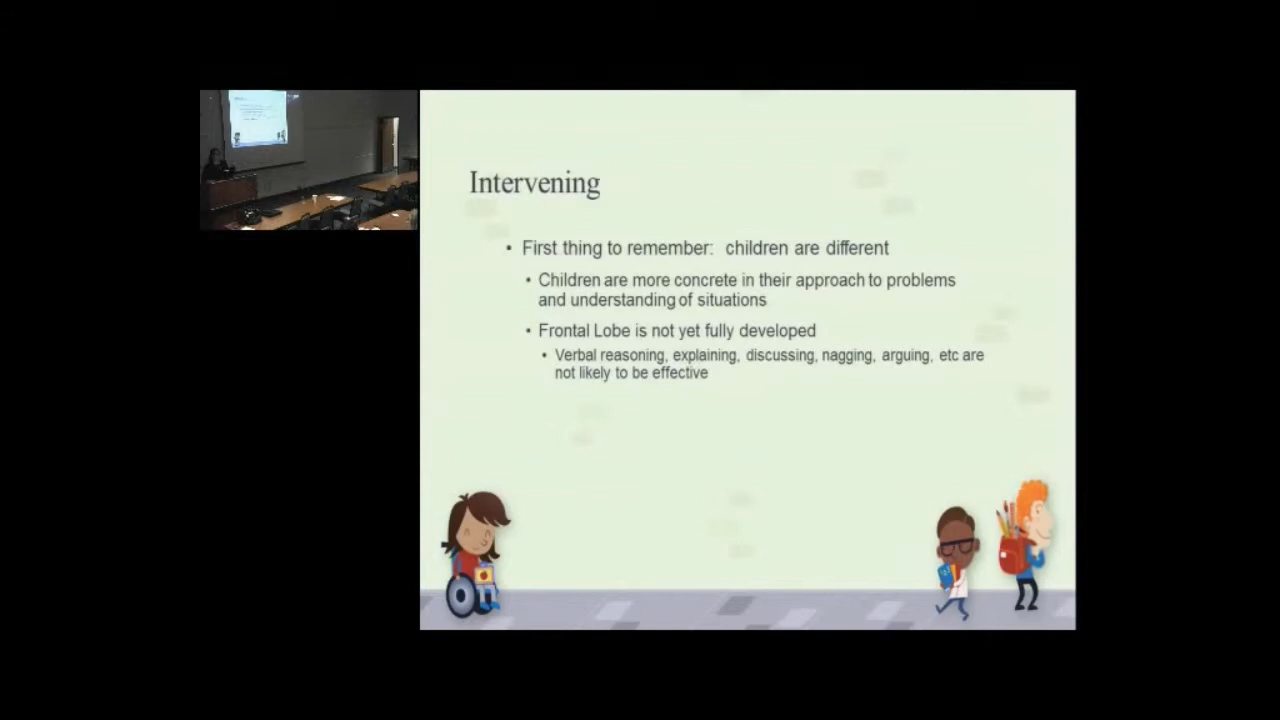 Intervening
• First thing to remember: children are different
• Children are more concrete in their approach to problems
and understanding of situations
• Frontal Lobe is not yet fully developed
• Verbal reasoning, explaining, discussing, nagging, arguing, etc are
not likely to be effective